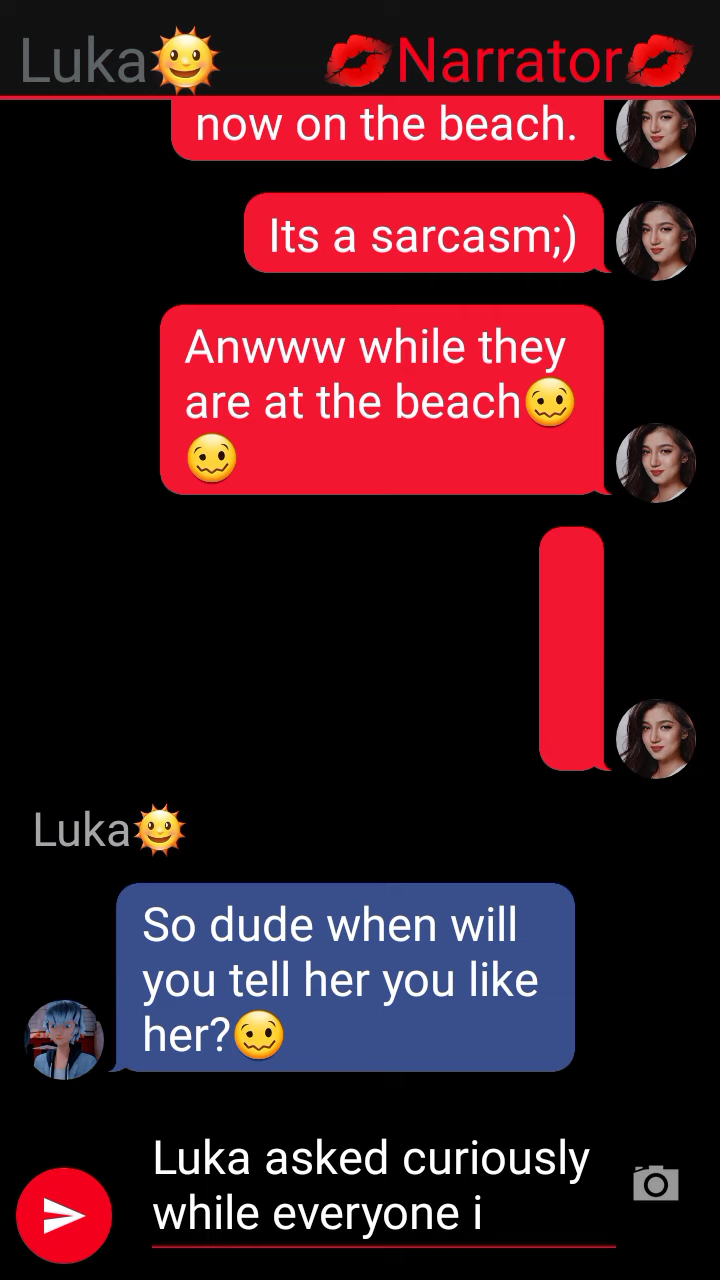 Luka🌞 💋Narrator💋
now on the beach.
Its a sarcasm;)
Anwww while they
are at the beach🥴
🥴
Luka🌞
So dude when will
you tell her you like
her?🥴
Luka asked curiously
while everyone i